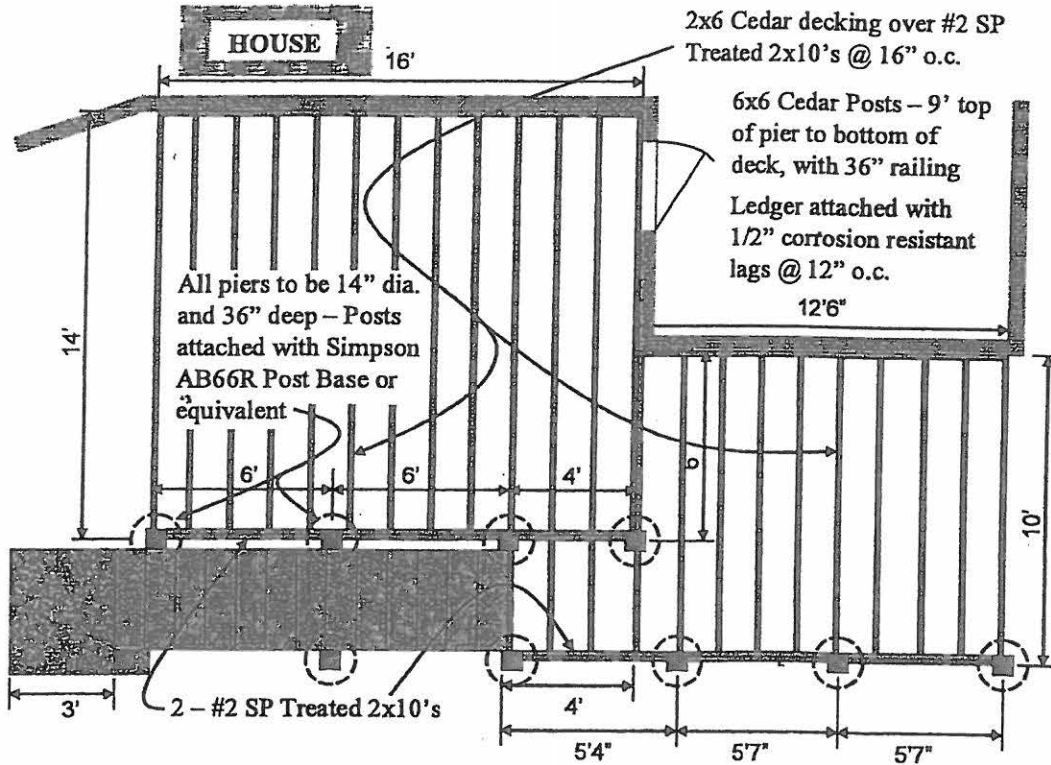 HOUSE
16'
2x6 Cedar decking over #2 SP
Treated 2x10's @ 16" o.c.
6x6 Cedar Posts – 9' top
of pier to bottom of
deck, with 36" railing
Ledger attached with
1/2" corrosion resistant
lags @ 12" o.c.
12'6"
14'
All piers to be 14" dia.
and 36" deep – Posts
attached with Simpson
AB66R Post Base or
equivalent
6'
6'
4'
10'
3'
2 – #2 SP Treated 2x10's
4'
5'4"
5'7"
5'7"